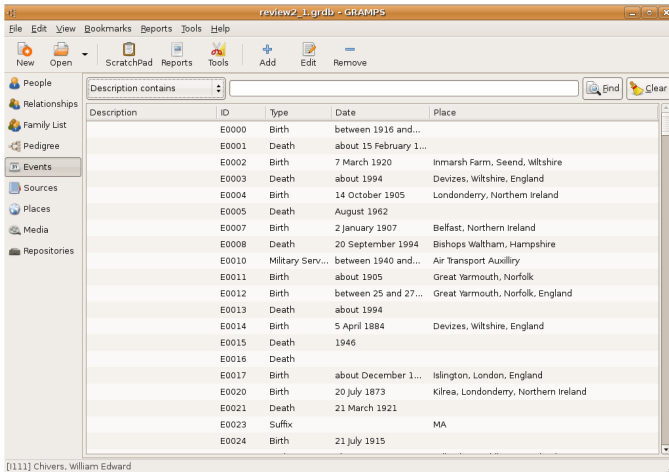 review2_1.grdb - GRAMPS
File Edit View Bookmarks Reports Tools Help
New Open ScratchPad Reports Tools Add Edit Remove
People
Relationships
Family List
Pedigree
Events
Sources
Places
Media
Repositories
Description contains Find Clear
Description ID Type Date Place
E0000 Birth between 1916 and...
E0001 Death about 15 February 1...
E0002 Birth 7 March 1920 Inmarsh Farm, Seend, Wiltshire
E0003 Death about 1994 Devizes, Wiltshire, England
E0004 Birth 14 October 1905 Londonderry, Northern Ireland
E0005 Death August 1962
E0007 Birth 2 January 1907 Belfast, Northern Ireland
E0008 Death 20 September 1994 Bishops Waltham, Hampshire
E0010 Military Serv... between 1940 and... Air Transport Auxilliry
E0011 Birth about 1905 Great Yarmouth, Norfolk
E0012 Birth between 25 and 27... Great Yarmouth, Norfolk, England
E0013 Death about 1994
E0014 Birth 5 April 1884 Devizes, Wiltshire, England
E0015 Death 1946
E0016 Death
E0017 Birth about December 1... Islington, London, England
E0020 Birth 20 July 1873 Kilrea, Londonderry, Northern Ireland
E0021 Death 21 March 1921
E0023 Suffix MA
E0024 Birth 21 July 1915
[I111] Chivers, William Edward